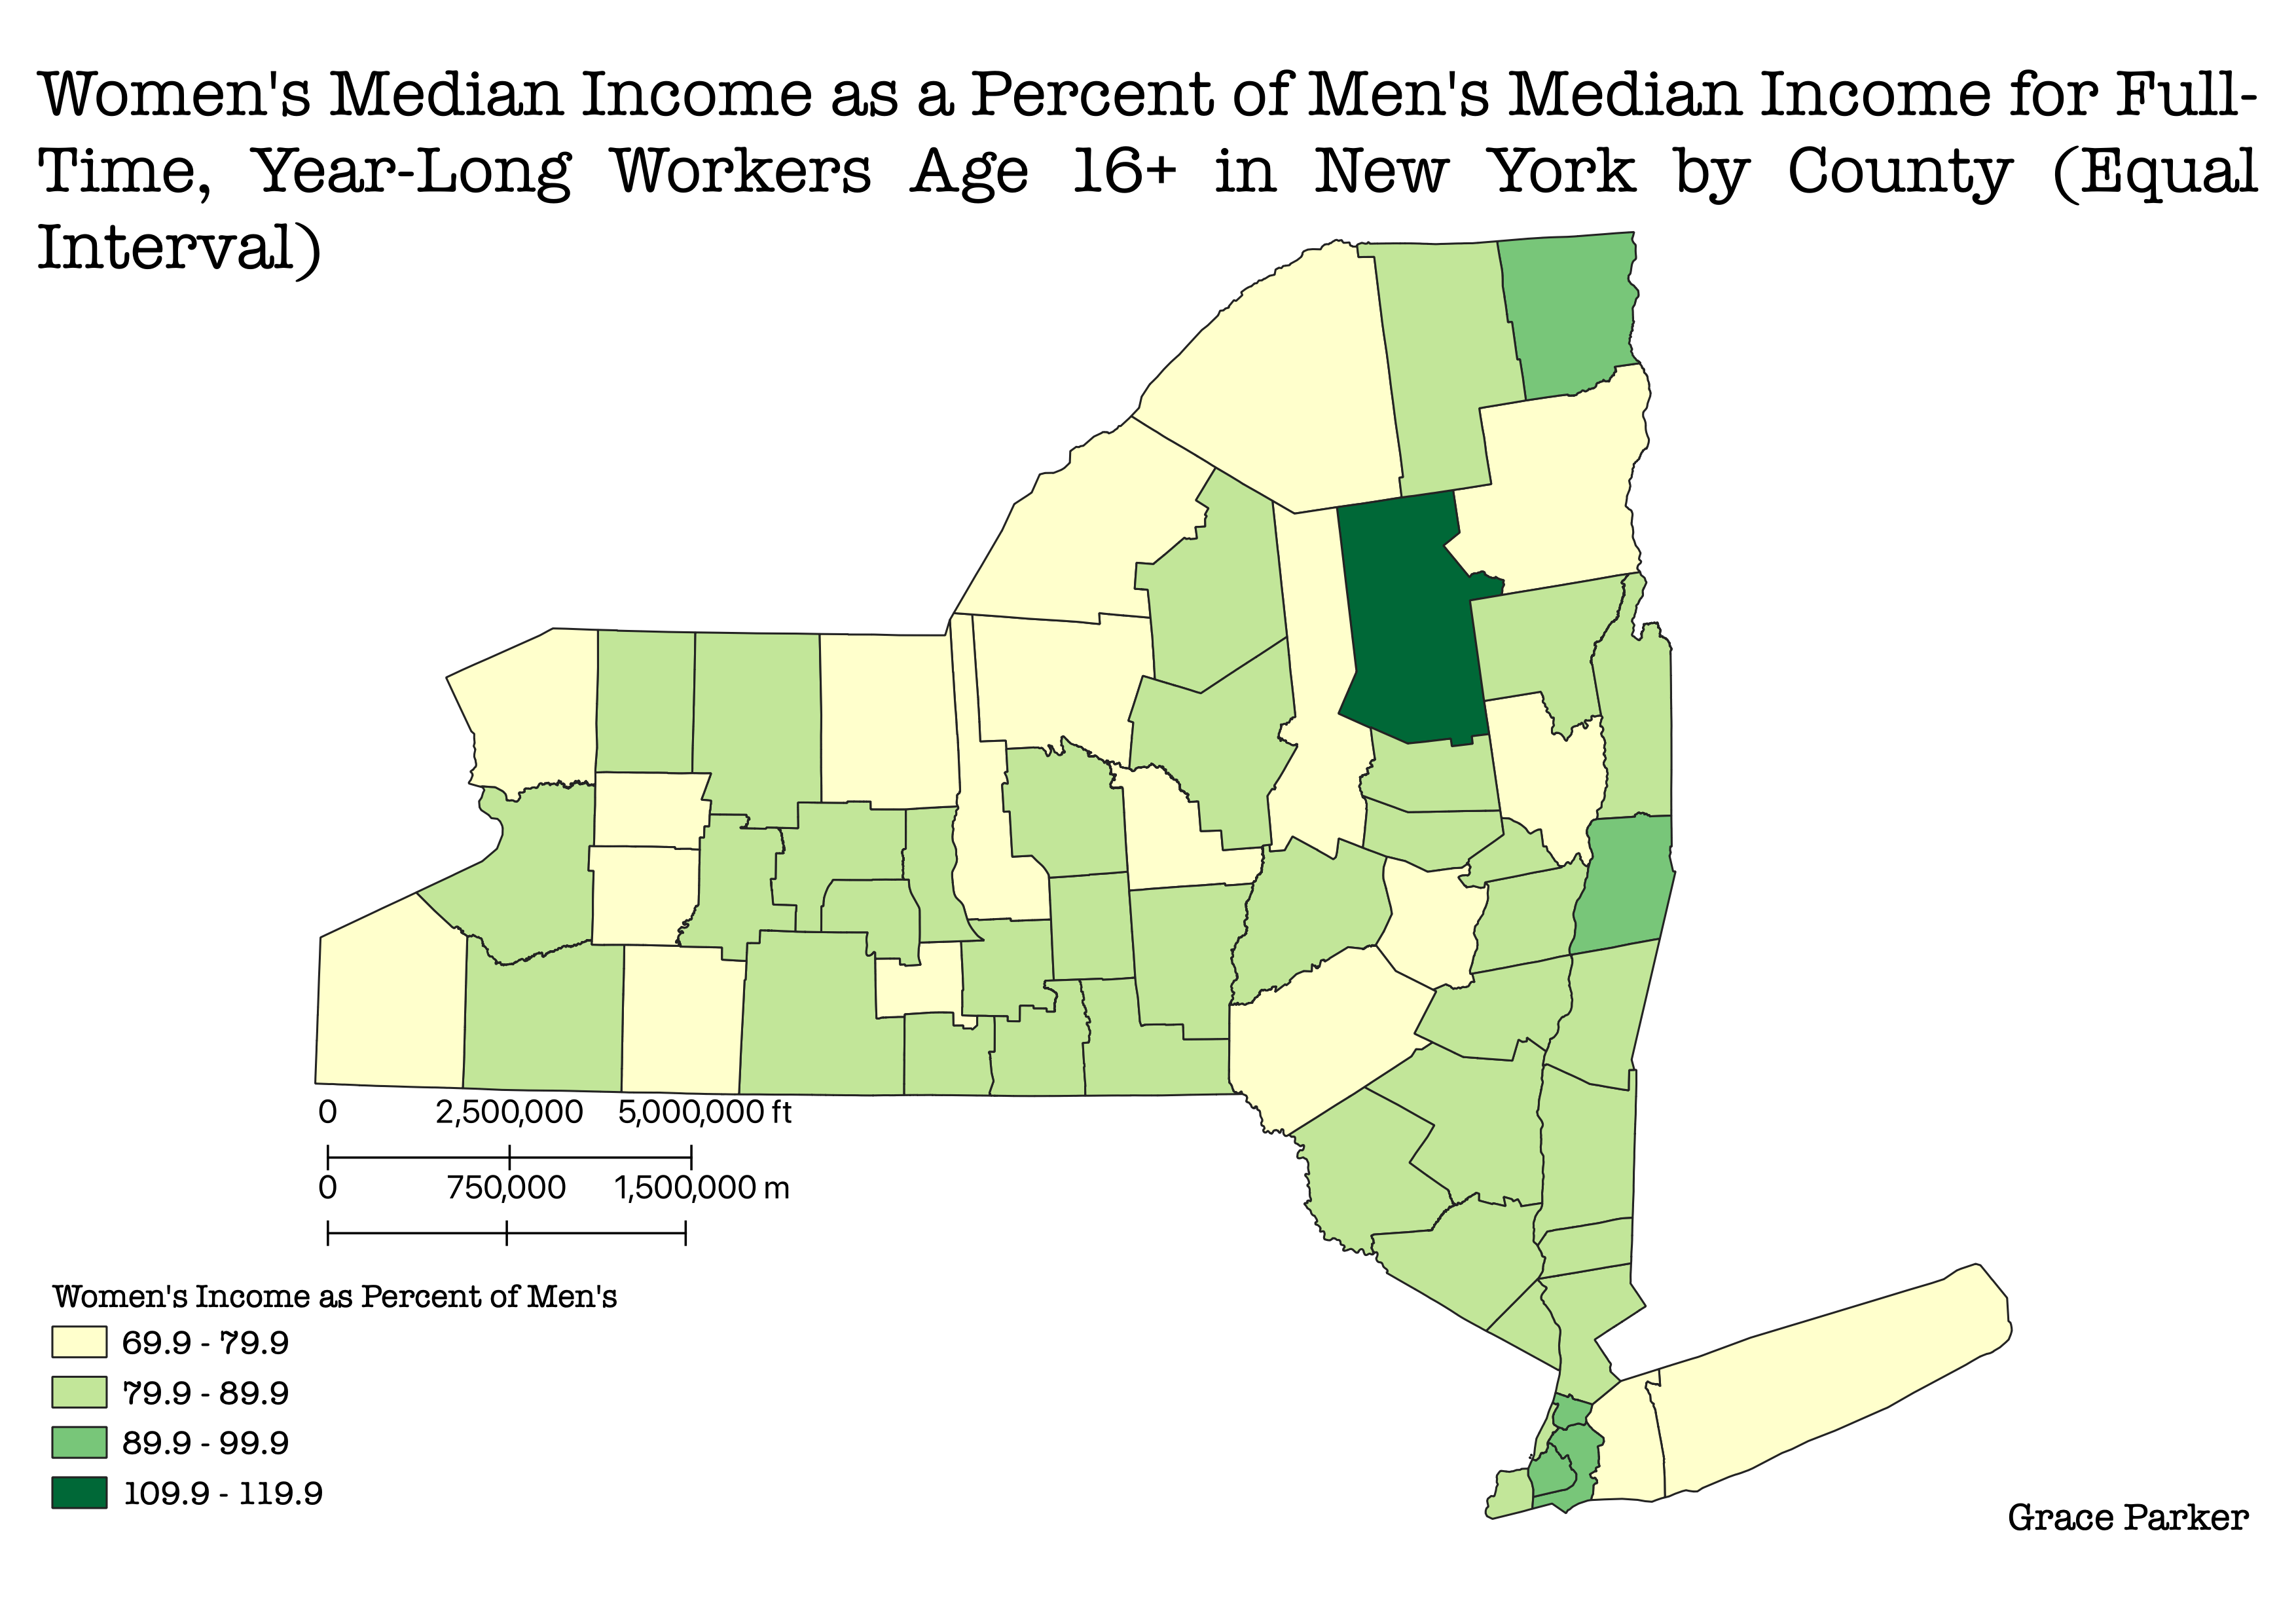 Women's Median Income as a Percent of Men's Median Income for Full-
Time, Year-Long Workers Age 16+ in New York by County (Equal
Interval)
0 2,500,000 5,000,000 ft
0 750,000 1,500,000 m
Women's Income as Percent of Men's
69.9 - 79.9
79.9 - 89.9
89.9 - 99.9
109.9 - 119.9
Grace Parker